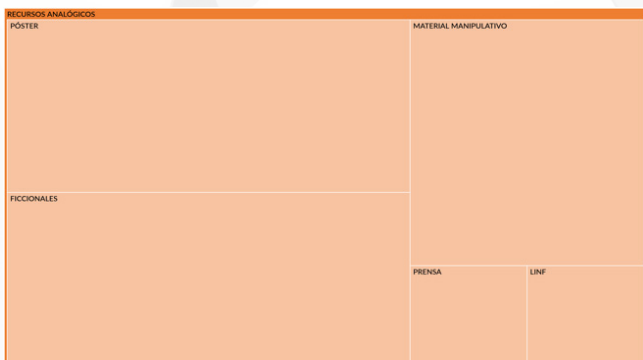 RECURSOS ANALÓGICOS
PÓSTER
MATERIAL MANIPULATIVO
FICCIONALES
PRENSA
LINF